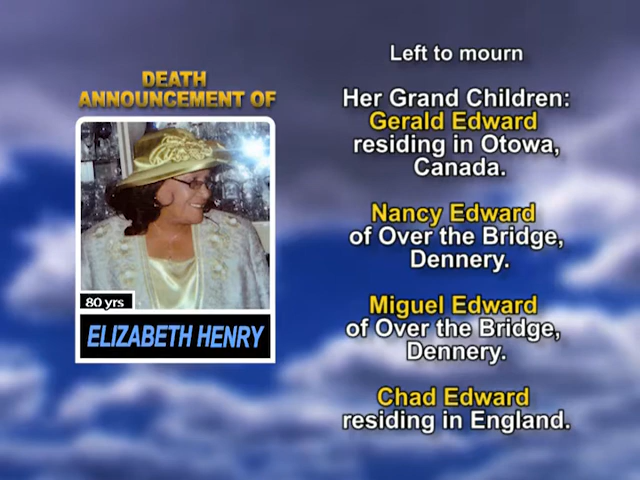 DEATH
ANNOUNCEMENT OF
80 yrs
ELIZABETH HENRY
Left to mourn
Her Grand Children:
Gerald Edward
residing in Otowa,
Canada.
Nancy Edward
of Over the Bridge,
Dennery.
Miguel Edward
of Over the Bridge,
Dennery.
Chad Edward
residing in England.